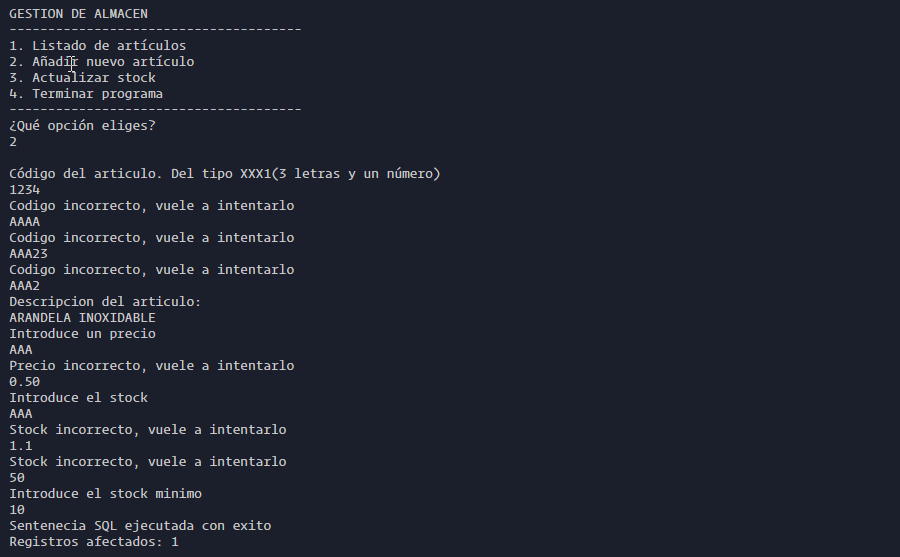 GESTION DE ALMACEN
--------------------------------------
1. Listado de artículos
2. Añadir nuevo artículo
3. Actualizar stock
4. Terminar programa
--------------------------------------
¿Qué opción eliges?
2
Código del articulo. Del tipo XXX1(3 letras y un número)
1234
Codigo incorrecto, vuele a intentarlo
AAAA
Codigo incorrecto, vuele a intentarlo
AAA23
Codigo incorrecto, vuele a intentarlo
AAA2
Descripcion del articulo:
ARANDELA INOXIDABLE
Introduce un precio
AAA
Precio incorrecto, vuele a intentarlo
0.50
Introduce el stock
AAA
Stock incorrecto, vuele a intentarlo
1.1
Stock incorrecto, vuele a intentarlo
50
Introduce el stock minimo
10
Sentenecia SQL ejecutada con exito
Registros afectados: 1